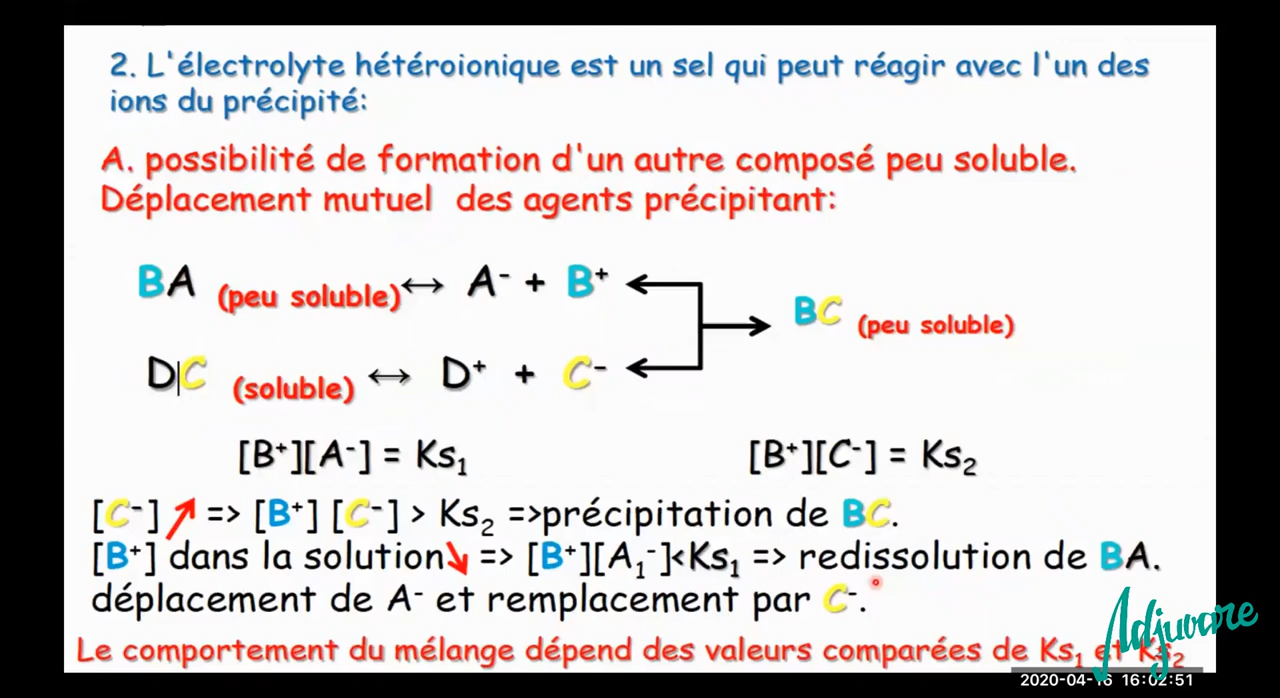 2. L'électrolyte hétéroionique est un sel qui peut réagir avec l'un des
ions du précipité:
A. possibilité de formation d'un autre composé peu soluble.
Déplacement mutuel des agents précipitant:
BA (peu soluble) ↔ A⁻ + B⁺
BC (peu soluble)
DC (soluble) ↔ D⁺ + C⁻
[B⁺][A⁻] = Ks₁
[B⁺][C⁻] = Ks₂
[C⁻]↗ => [B⁺] [C⁻] > Ks₂ =>précipitation de BC.
[B⁺] dans la solution↘ => [B⁺][A₁⁻]<Ks₁ => redissolution de BA.
déplacement de A⁻ et remplacement par C⁻.
Le comportement du mélange dépend des valeurs comparées de Ks₁ et Ks₂
Adjuvare
2020-04-16 16:02:51